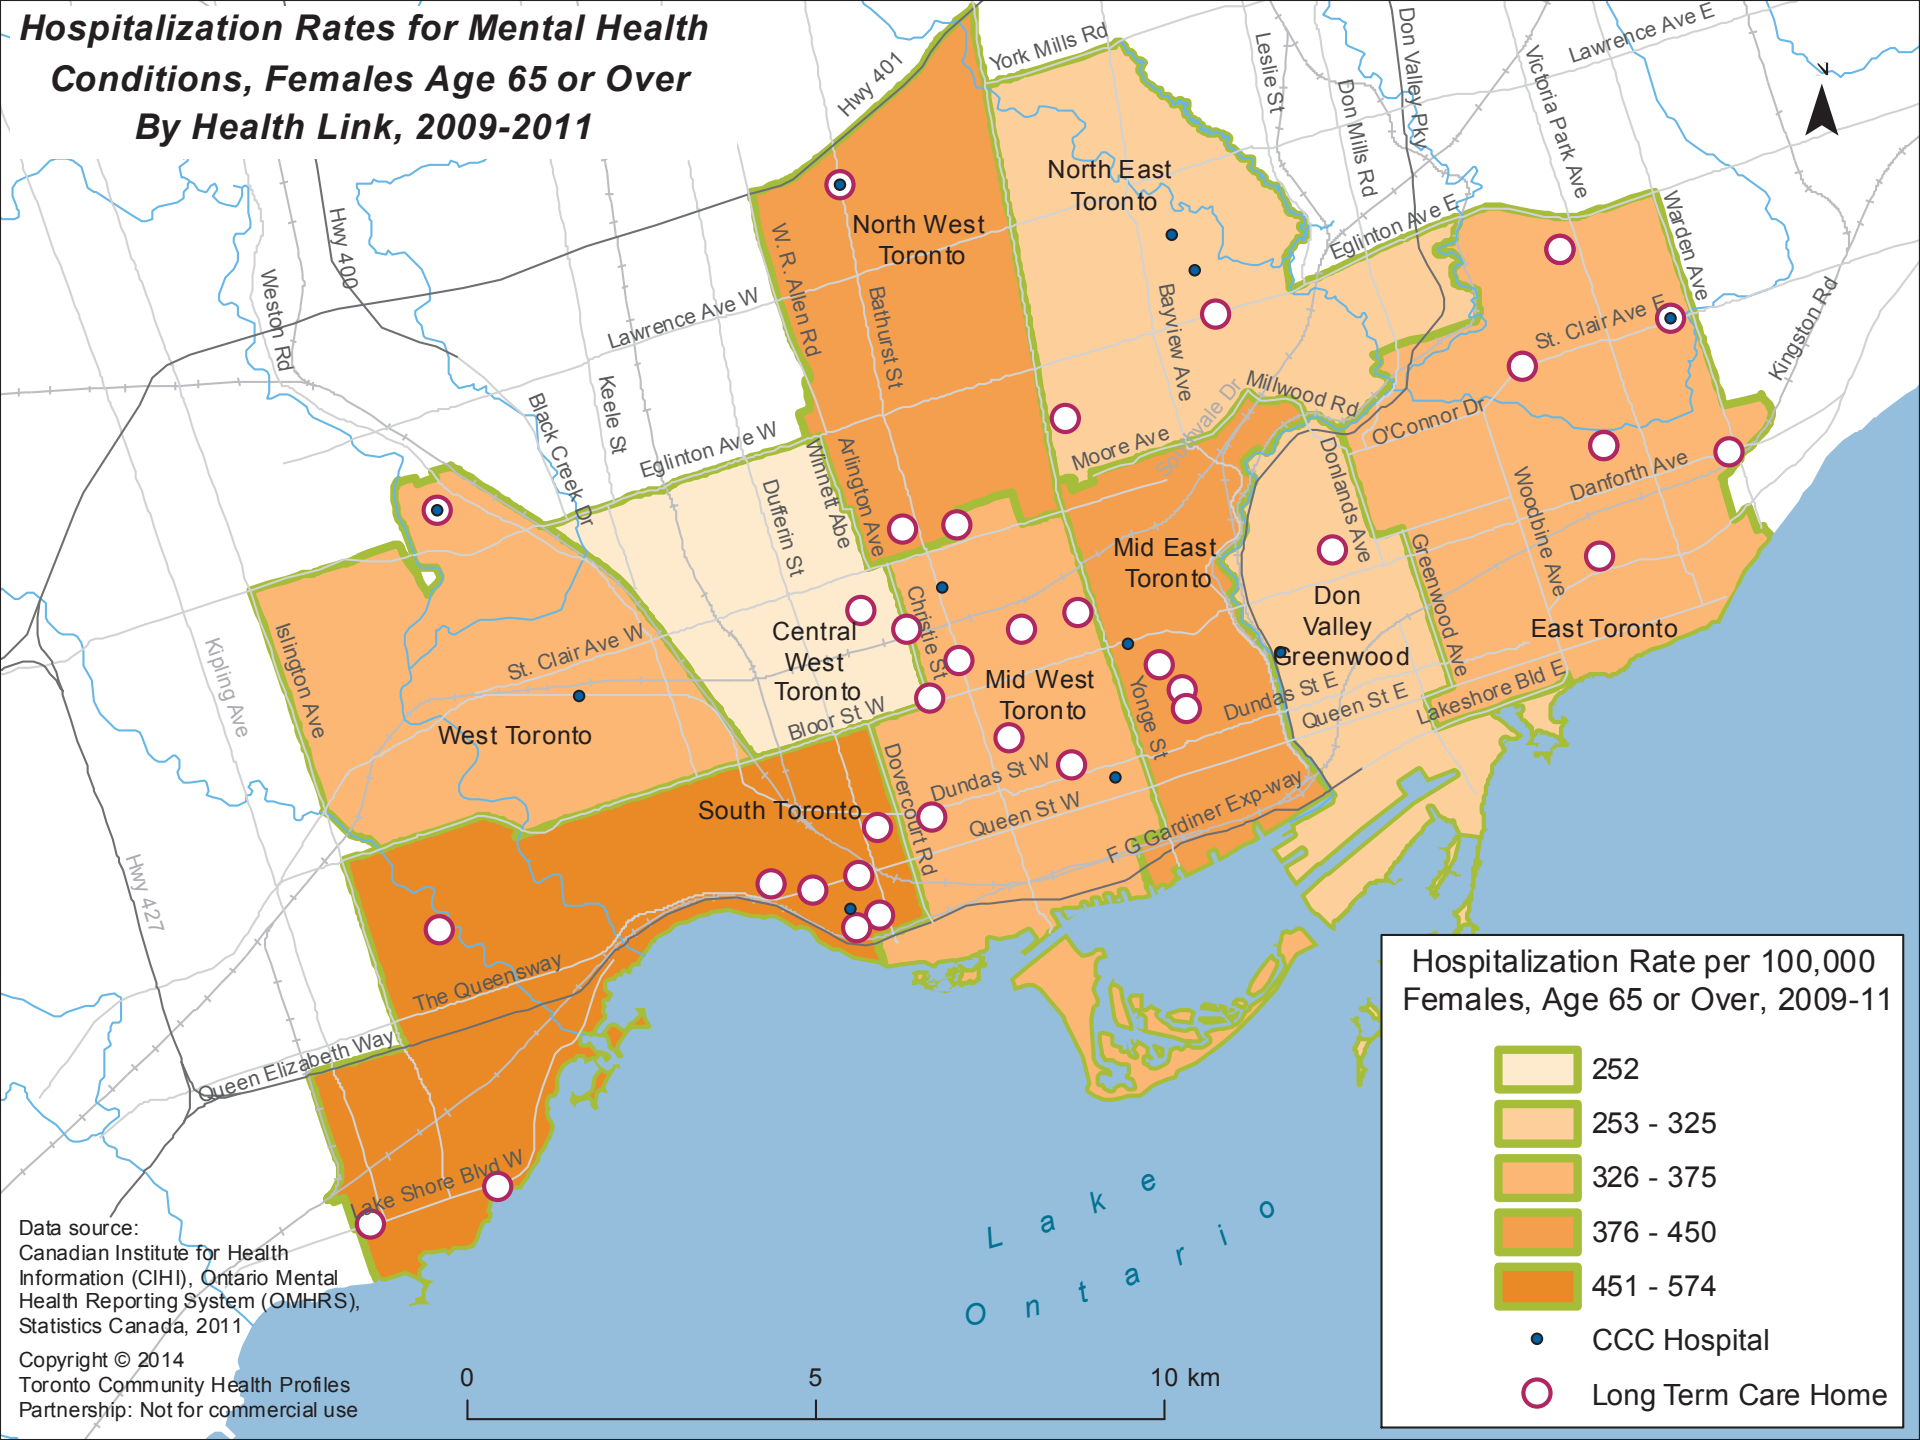 Hospitalization Rates for Mental Health
Conditions, Females Age 65 or Over
By Health Link, 2009-2011
Hwy 401
York Mills Rd
Leslie St
Don Mills Rd
Don Valley Pky
Victoria Park Ave
Lawrence Ave E
N
North East
Toronto
North West
Toronto
W. R. Allen Rd
Bathurst St
Bayview Ave
Eglinton Ave E
Warden Ave
Kingston Rd
St. Clair Ave E
Hwy 400
Weston Rd
Lawrence Ave W
Black Creek Dr
Keele St
Eglinton Ave W
Winnett Abe
Arlington Ave
Dufferin St
Moore Ave
Southvale Dr
Millwood Rd
O'Connor Dr
Donlands Ave
Danforth Ave
Woodbine Ave
Greenwood Ave
Mid East
Toronto
Don
Valley
Greenwood
East Toronto
Kipling Ave
Islington Ave
St. Clair Ave W
West Toronto
Central
West
Toronto
Christie St
Bloor St W
Mid West
Toronto
Yonge St
Dundas St E
Queen St E
Lakeshore Bld E
South Toronto
Dovercourt Rd
Dundas St W
Queen St W
F G Gardiner Exp-way
Hwy 427
The Queensway
Queen Elizabeth Way
Lake Shore Blvd W
Lake
Ontario
Hospitalization Rate per 100,000
Females, Age 65 or Over, 2009-11
252
253 - 325
326 - 375
376 - 450
451 - 574
CCC Hospital
Long Term Care Home
Data source:
Canadian Institute for Health
Information (CIHI), Ontario Mental
Health Reporting System (OMHRS),
Statistics Canada, 2011
Copyright © 2014
Toronto Community Health Profiles
Partnership: Not for commercial use
0 5 10 km